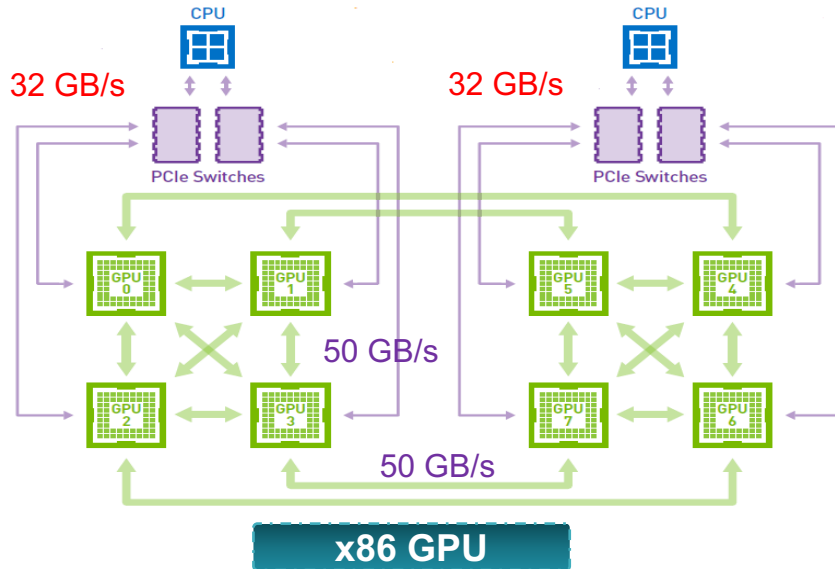 CPU
CPU
32 GB/s
32 GB/s
PCIe Switches
PCIe Switches
GPU
0
GPU
1
GPU
5
GPU
4
50 GB/s
GPU
2
GPU
3
GPU
7
GPU
6
50 GB/s
x86 GPU